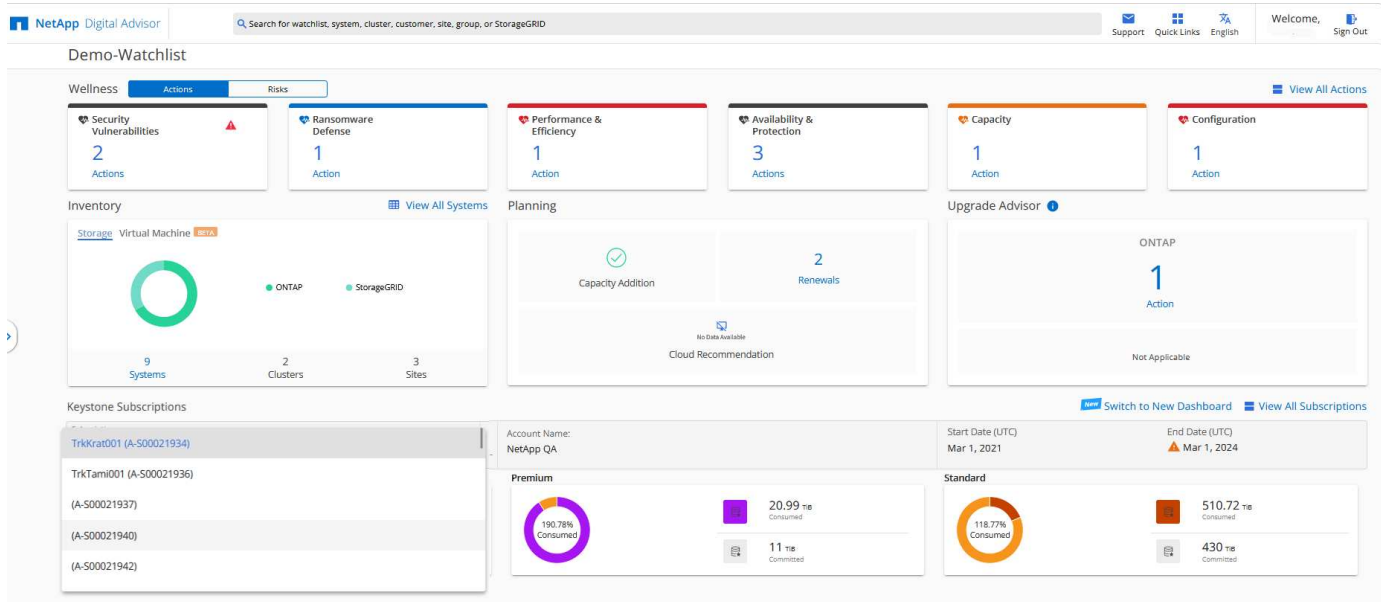 NetApp Digital Advisor
Search for watchlist, system, cluster, customer, site, group, or StorageGRID
Support
Quick Links
English
Welcome,
Sign Out
Demo-Watchlist
Wellness
Actions
Risks
View All Actions
Security
Vulnerabilities
2
Actions
Ransomware
Defense
1
Action
Performance &
Efficiency
1
Action
Availability &
Protection
3
Actions
Capacity
1
Action
Configuration
1
Action
Inventory
View All Systems
Storage
Virtual Machine BETA
ONTAP
StorageGRID
9
Systems
2
Clusters
3
Sites
Planning
Capacity Addition
2
Renewals
No Data Available
Cloud Recommendation
Upgrade Advisor
ONTAP
1
Action
Not Applicable
Keystone Subscriptions
New Switch to New Dashboard
View All Subscriptions
TrkKrat001 (A-S00021934)
TrkTami001 (A-S00021936)
(A-S00021937)
(A-S00021940)
(A-S00021942)
Account Name:
NetApp QA
Start Date (UTC)
Mar 1, 2021
End Date (UTC)
Mar 1, 2024
Premium
190.78%
Consumed
20.99 TiB
Consumed
11 TiB
Committed
Standard
118.77%
Consumed
510.72 TiB
Consumed
430 TiB
Committed